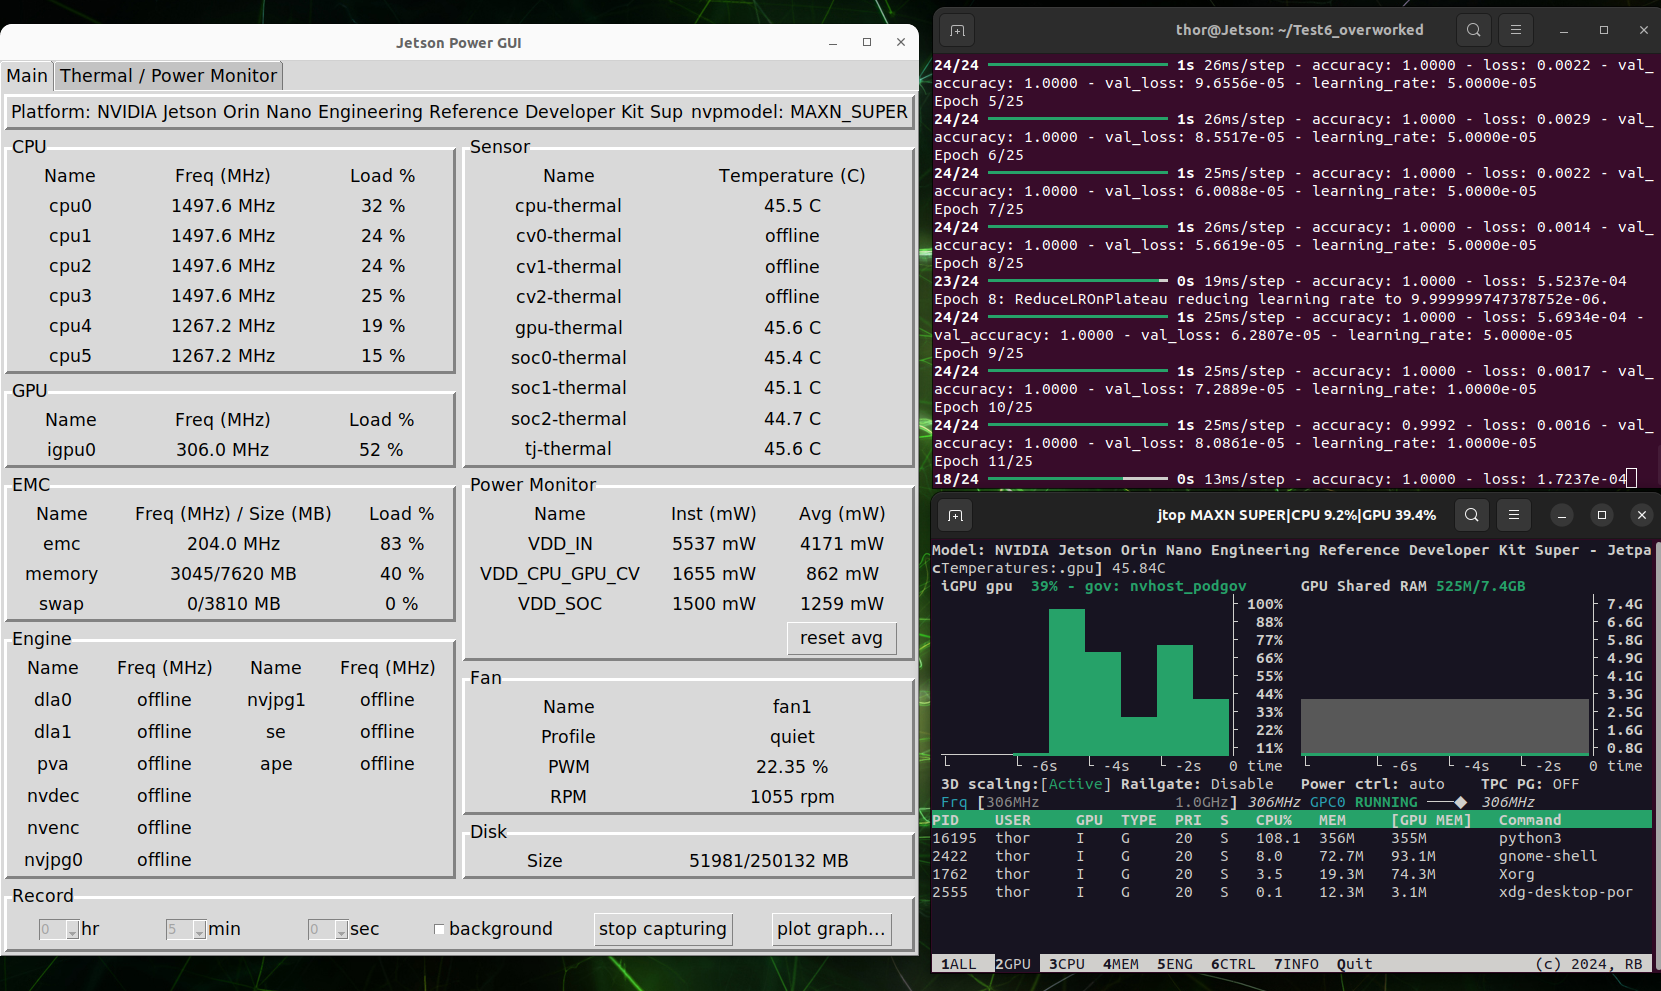 Jetson Power GUI
Main Thermal / Power Monitor
Platform: NVIDIA Jetson Orin Nano Engineering Reference Developer Kit Sup nvpmodel: MAXN_SUPER
CPU
Name Freq (MHz) Load %
cpu0 1497.6 MHz 32 %
cpu1 1497.6 MHz 24 %
cpu2 1497.6 MHz 24 %
cpu3 1497.6 MHz 25 %
cpu4 1267.2 MHz 19 %
cpu5 1267.2 MHz 15 %
GPU
Name Freq (MHz) Load %
igpu0 306.0 MHz 52 %
EMC
Name Freq (MHz) / Size (MB) Load %
emc 204.0 MHz 83 %
memory 3045/7620 MB 40 %
swap 0/3810 MB 0 %
Engine
Name Freq (MHz) Name Freq (MHz)
dla0 offline nvjpg1 offline
dla1 offline se offline
pva offline ape offline
nvdec offline
nvenc offline
nvjpg0 offline
Sensor
Name Temperature (C)
cpu-thermal 45.5 C
cv0-thermal offline
cv1-thermal offline
cv2-thermal offline
gpu-thermal 45.6 C
soc0-thermal 45.4 C
soc1-thermal 45.1 C
soc2-thermal 44.7 C
tj-thermal 45.6 C
Power Monitor
Name Inst (mW) Avg (mW)
VDD_IN 5537 mW 4171 mW
VDD_CPU_GPU_CV 1655 mW 862 mW
VDD_SOC 1500 mW 1259 mW
reset avg
Fan
Name fan1
Profile quiet
PWM 22.35 %
RPM 1055 rpm
Disk
Size 51981/250132 MB
Record
0 hr 5 min 0 sec background stop capturing plot graph...
thor@Jetson: ~/Test6_overworked
24/24 1s 26ms/step - accuracy: 1.0000 - loss: 0.0022 - val_
accuracy: 1.0000 - val_loss: 9.6556e-05 - learning_rate: 5.0000e-05
Epoch 5/25
24/24 1s 26ms/step - accuracy: 1.0000 - loss: 0.0029 - val_
accuracy: 1.0000 - val_loss: 8.5517e-05 - learning_rate: 5.0000e-05
Epoch 6/25
24/24 1s 25ms/step - accuracy: 1.0000 - loss: 0.0022 - val_
accuracy: 1.0000 - val_loss: 6.0088e-05 - learning_rate: 5.0000e-05
Epoch 7/25
24/24 1s 26ms/step - accuracy: 1.0000 - loss: 0.0014 - val_
accuracy: 1.0000 - val_loss: 5.6619e-05 - learning_rate: 5.0000e-05
Epoch 8/25
23/24 0s 19ms/step - accuracy: 1.0000 - loss: 5.5237e-04
Epoch 8: ReduceLROnPlateau reducing learning rate to 9.999999747378752e-06.
24/24 1s 25ms/step - accuracy: 1.0000 - loss: 5.6934e-04 -
val_accuracy: 1.0000 - val_loss: 6.2807e-05 - learning_rate: 5.0000e-05
Epoch 9/25
24/24 1s 25ms/step - accuracy: 1.0000 - loss: 0.0017 - val_
accuracy: 1.0000 - val_loss: 7.2889e-05 - learning_rate: 1.0000e-05
Epoch 10/25
24/24 1s 25ms/step - accuracy: 0.9992 - loss: 0.0016 - val_
accuracy: 1.0000 - val_loss: 8.0861e-05 - learning_rate: 1.0000e-05
Epoch 11/25
18/24 0s 13ms/step - accuracy: 1.0000 - loss: 1.7237e-04
jtop MAXN SUPER|CPU 9.2%|GPU 39.4%
Model: NVIDIA Jetson Orin Nano Engineering Reference Developer Kit Super - Jetpa
cTemperatures:.gpu] 45.84C
iGPU gpu 39% - gov: nvhost_podgov GPU Shared RAM 525M/7.4GB
100% 7.4G
88% 6.6G
77% 5.8G
66% 4.9G
55% 4.1G
44% 3.3G
33% 2.5G
22% 1.6G
11% 0.8G
-6s -4s -2s 0 time -6s -4s -2s 0 time
3D scaling:[Active] Railgate: Disable Power ctrl: auto TPC PG: OFF
Frq [306MHz 1.0GHz] 306MHz GPC0 RUNNING 306MHz
PID USER GPU TYPE PRI S CPU% MEM [GPU MEM] Command
16195 thor I G 20 S 108.1 356M 355M python3
2422 thor I G 20 S 8.0 72.7M 93.1M gnome-shell
1762 thor I G 20 S 3.5 19.3M 74.3M Xorg
2555 thor I G 20 S 0.1 12.3M 3.1M xdg-desktop-por
1ALL 2GPU 3CPU 4MEM 5ENG 6CTRL 7INFO Quit (c) 2024, RB